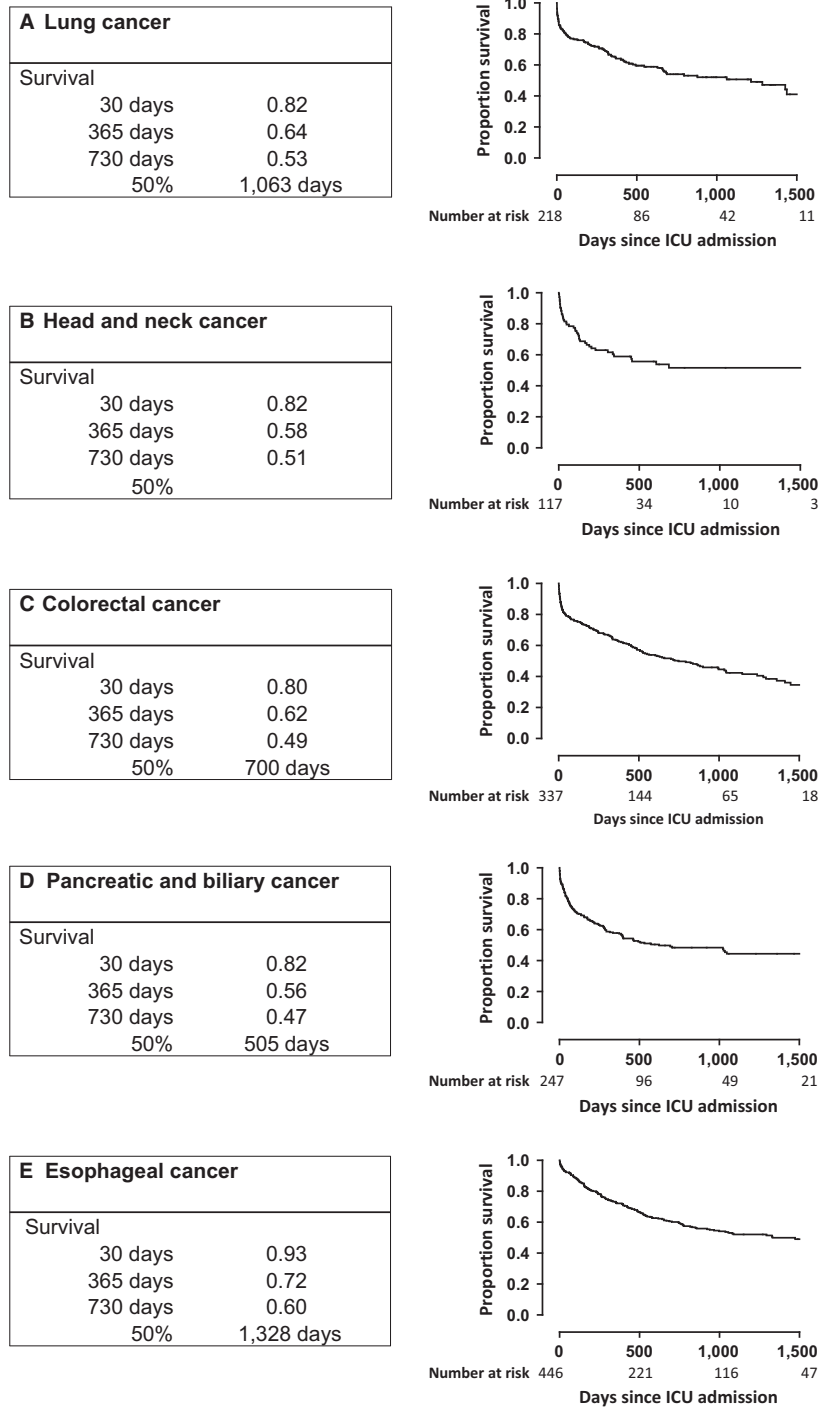 A Lung cancer
Survival
30 days 0.82
365 days 0.64
730 days 0.53
50% 1,063 days
Proportion survival
1.0
0.8
0.6
0.4
0.2
0.0
0 500 1,000 1,500
Number at risk 218 86 42 11
Days since ICU admission
B Head and neck cancer
Survival
30 days 0.82
365 days 0.58
730 days 0.51
50%
Proportion survival
1.0
0.8
0.6
0.4
0.2
0.0
0 500 1,000 1,500
Number at risk 117 34 10 3
Days since ICU admission
C Colorectal cancer
Survival
30 days 0.80
365 days 0.62
730 days 0.49
50% 700 days
Proportion survival
1.0
0.8
0.6
0.4
0.2
0.0
0 500 1,000 1,500
Number at risk 337 144 65 18
Days since ICU admission
D Pancreatic and biliary cancer
Survival
30 days 0.82
365 days 0.56
730 days 0.47
50% 505 days
Proportion survival
1.0
0.8
0.6
0.4
0.2
0.0
0 500 1,000 1,500
Number at risk 247 96 49 21
Days since ICU admission
E Esophageal cancer
Survival
30 days 0.93
365 days 0.72
730 days 0.60
50% 1,328 days
Proportion survival
1.0
0.8
0.6
0.4
0.2
0.0
0 500 1,000 1,500
Number at risk 446 221 116 47
Days since ICU admission